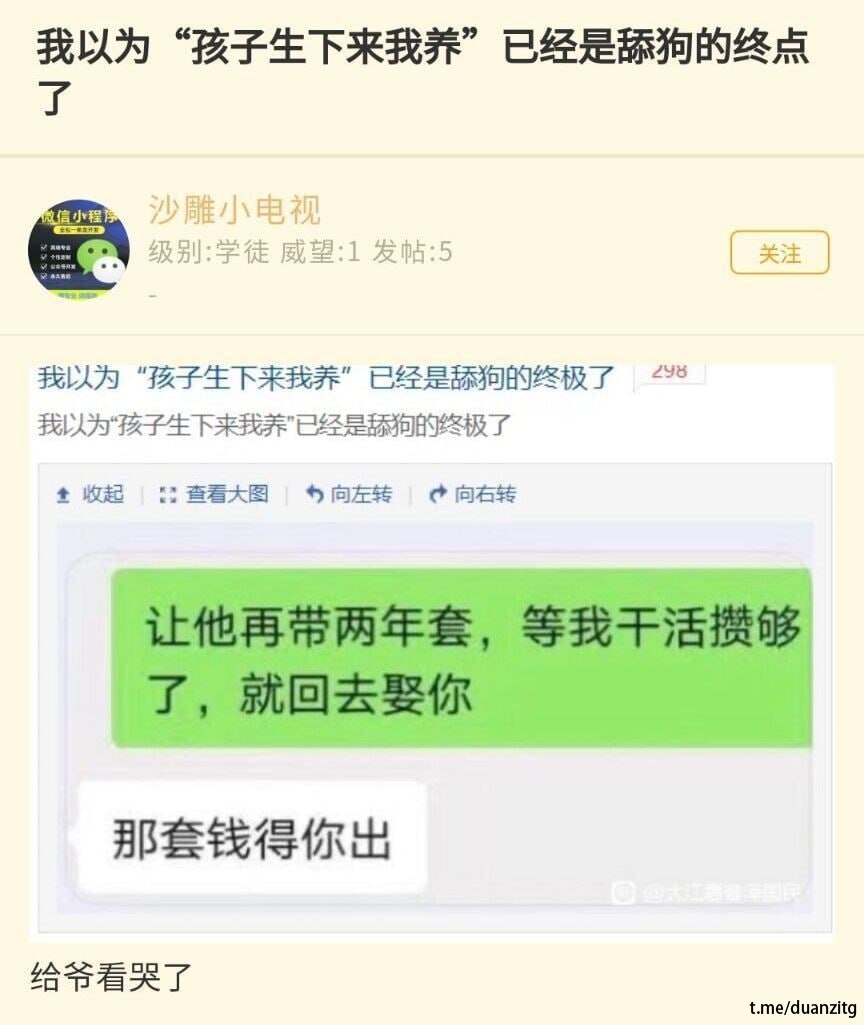 我以为“孩子生下来我养”已经是舔狗的终点
了
微信小程序
沙雕小电视
级别:学徒 威望:1 发帖:5
-
关注
我以为“孩子生下来我养”已经是舔狗的终极了
298
我以为“孩子生下来我养”已经是舔狗的终极了
收起 | 查看大图 | 向左转 | 向右转
让他再带两年套，等我干活攒够
了，就回去娶你
那套钱得你出
给爷看哭了
t.me/duanzitg